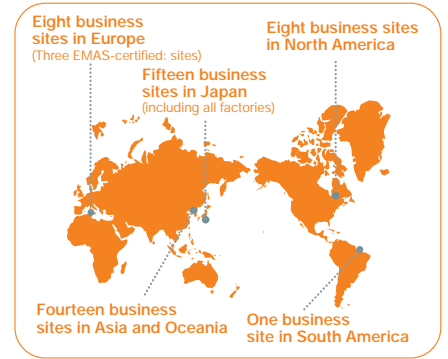 Eight business
sites in Europe
(Three EMAS-certified: sites)
Eight business sites
in North America
Fifteen business
sites in Japan
(including all factories)
Fourteen business
sites in Asia and Oceania
One business
site in South America